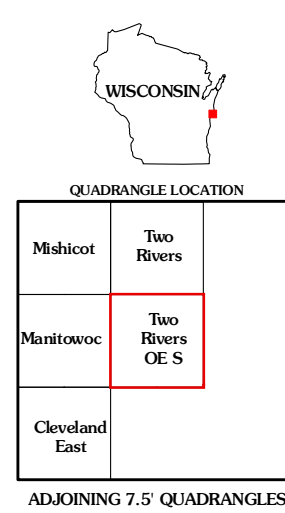 WISCONSIN
QUADRANGLE LOCATION
Mishicot
Two
Rivers
Manitowoc
Two
Rivers
OE S
Cleveland
East
ADJOINING 7.5' QUADRANGLES